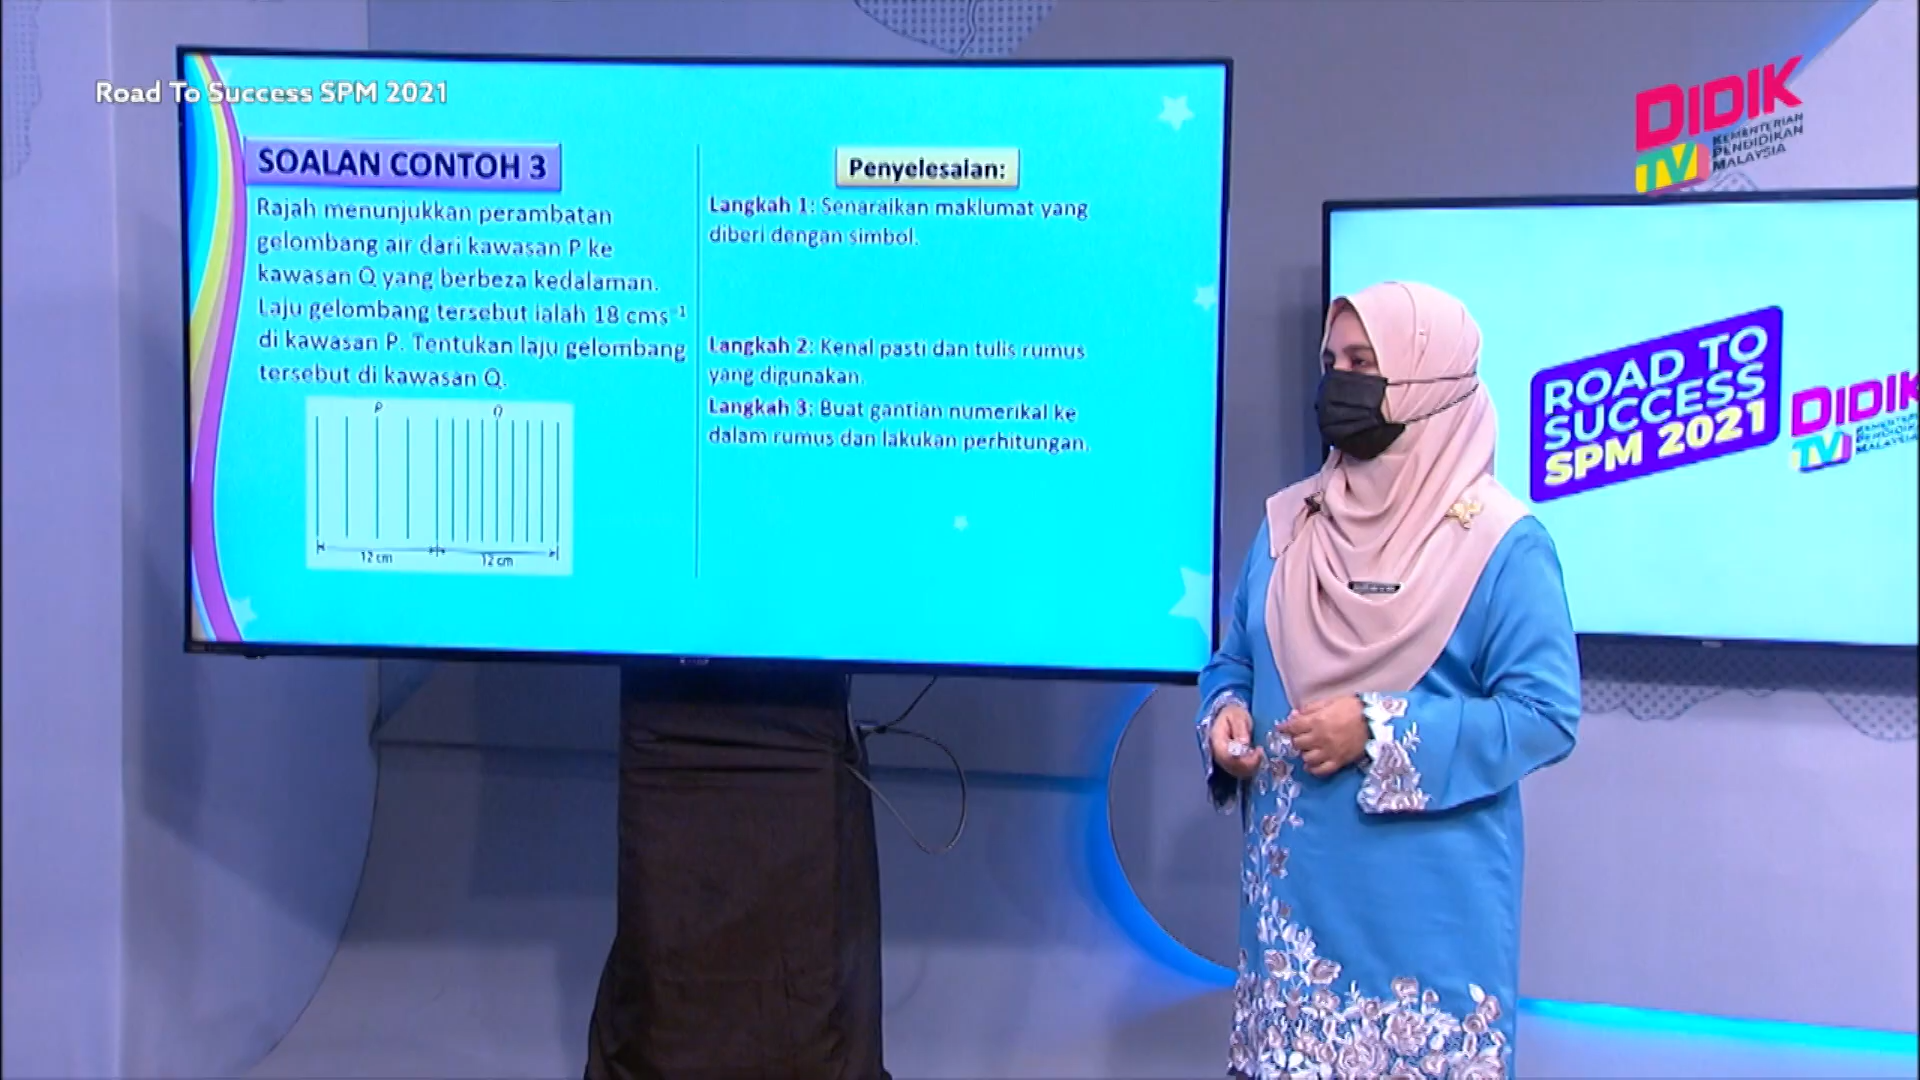 Road To Success SPM 2021
SOALAN CONTOH 3
Rajah menunjukkan perambatan
gelombang air dari kawasan P ke
kawasan Q yang berbeza kedalaman.
Laju gelombang tersebut ialah 18 cms⁻¹
di kawasan P. Tentukan laju gelombang
tersebut di kawasan Q.
P Q
12 cm 12 cm
Penyelesaian:
Langkah 1: Senaraikan maklumat yang
diberi dengan simbol.
Langkah 2: Kenal pasti dan tulis rumus
yang digunakan.
Langkah 3: Buat gantian numerikal ke
dalam rumus dan lakukan perhitungan.
DIDIK
TV
KEMENTERIAN
PENDIDIKAN
MALAYSIA
ROAD TO
SUCCESS
SPM 2021
DIDIK
TV